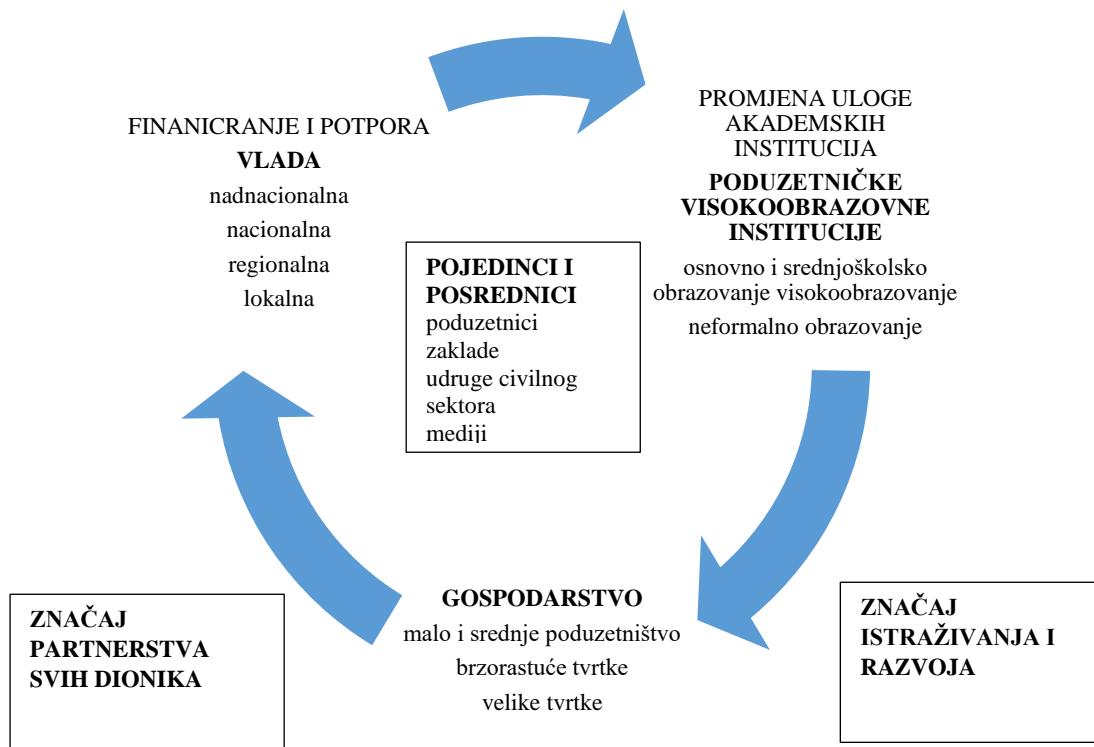 FINANICRANJE I POTPORA
VLADA
nadnacionalna
nacionalna
regionalna
lokalna
PROMJENA ULOGE
AKADEMSKIH
INSTITUCIJA
PODUZETNIČKE
VISOKOOBRAZOVNE
INSTITUCIJE
osnovno i srednjoškolsko
obrazovanje visokoobrazovanje
neformalno obrazovanje
POJEDINCI I
POSREDNICI
poduzetnici
zaklade
udruge civilnog
sektora
mediji
GOSPODARSTVO
malo i srednje poduzetništvo
brzorastuće tvrtke
velike tvrtke
ZNAČAJ
PARTNERSTVA
SVIH DIONIKA
ZNAČAJ
ISTRAŽIVANJA I
RAZVOJA